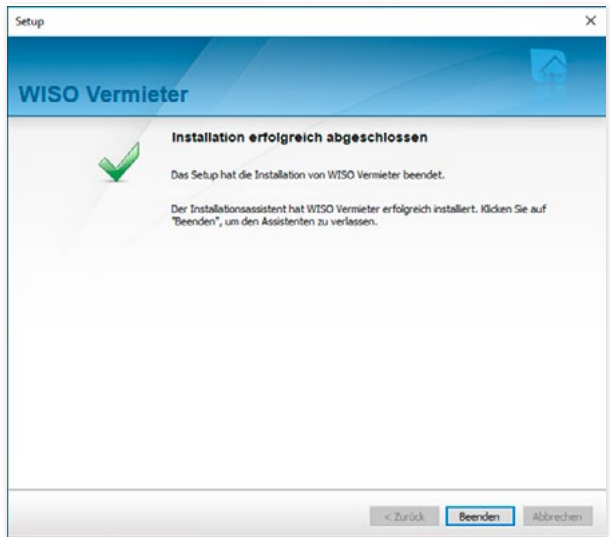 Setup
WISO Vermieter
Installation erfolgreich abgeschlossen
Das Setup hat die Installation von WISO Vermieter beendet.
Der Installationsassistent hat WISO Vermieter erfolgreich installiert. Klicken Sie auf
"Beenden", um den Assistenten zu verlassen.
< Zurück Beenden Abbrechen